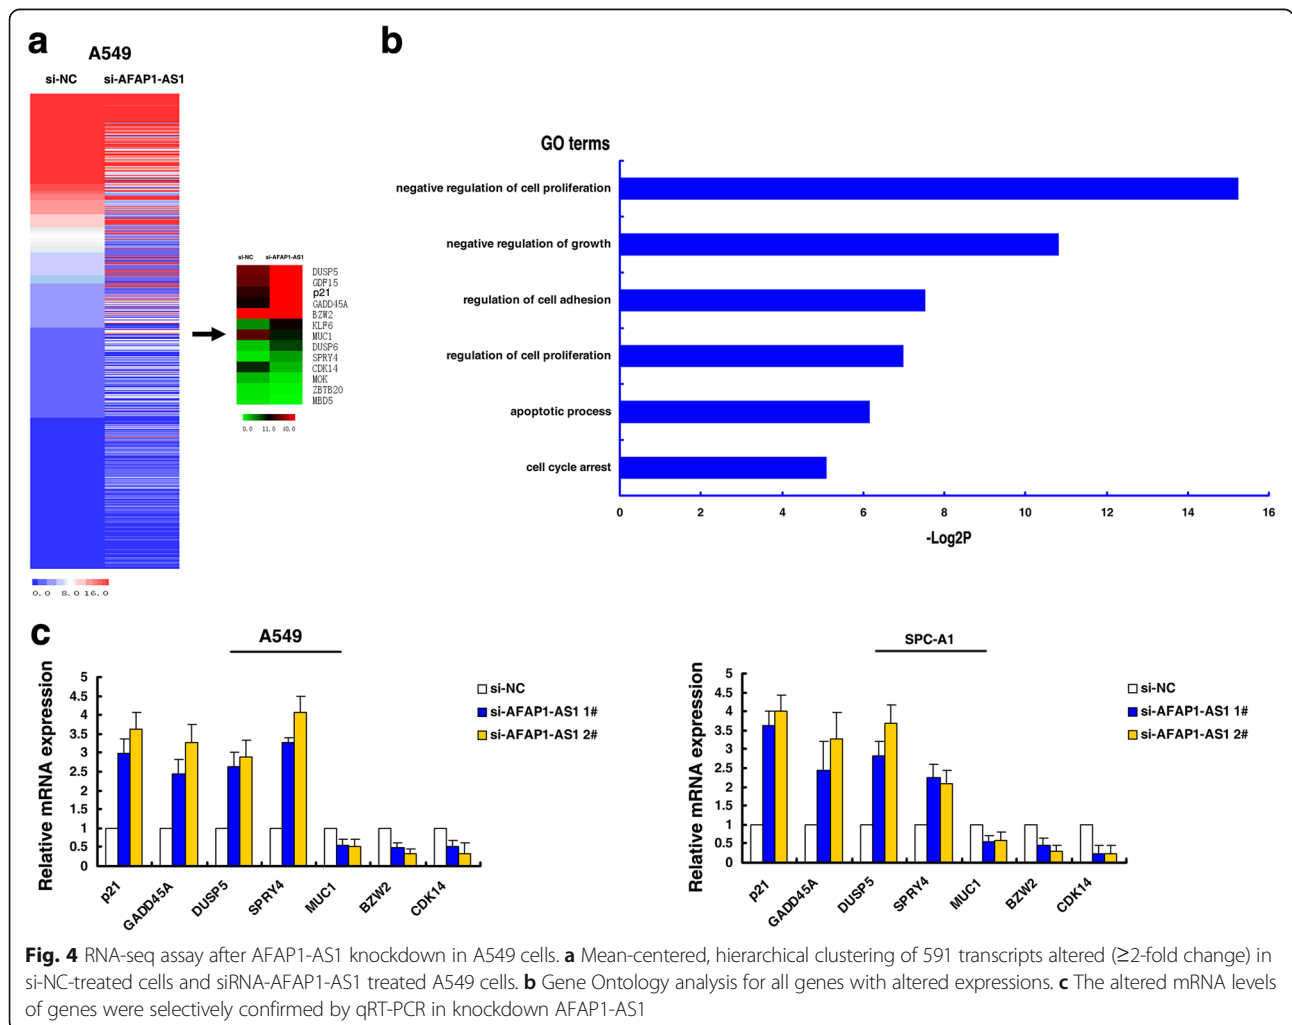 a
A549
si-NC si-AFAP1-AS1
0.0 8.0 16.0
si-NC si-AFAP1-AS1
DUSP5
GDF15
p21
GADD45A
BZW2
KLF6
MUC1
DUSP6
SPRY4
CDK14
MOK
ZBTB20
MBD5
0.0 11.0 40.0
b
GO terms
negative regulation of cell proliferation
negative regulation of growth
regulation of cell adhesion
regulation of cell proliferation
apoptotic process
cell cycle arrest
0 2 4 6 8 10 12 14 16
-Log2P
c
A549
Relative mRNA expression
5
4.5
4
3.5
3
2.5
2
1.5
1
0.5
0
p21 GADD45A DUSP5 SPRY4 MUC1 BZW2 CDK14
si-NC
si-AFAP1-AS1 1#
si-AFAP1-AS1 2#
SPC-A1
Relative mRNA expression
5
4.5
4
3.5
3
2.5
2
1.5
1
0.5
0
p21 GADD45A DUSP5 SPRY4 MUC1 BZW2 CDK14
si-NC
si-AFAP1-AS1 1#
si-AFAP1-AS1 2#
Fig. 4 RNA-seq assay after AFAP1-AS1 knockdown in A549 cells. a Mean-centered, hierarchical clustering of 591 transcripts altered (≥2-fold change) in
si-NC-treated cells and siRNA-AFAP1-AS1 treated A549 cells. b Gene Ontology analysis for all genes with altered expressions. c The altered mRNA levels
of genes were selectively confirmed by qRT-PCR in knockdown AFAP1-AS1